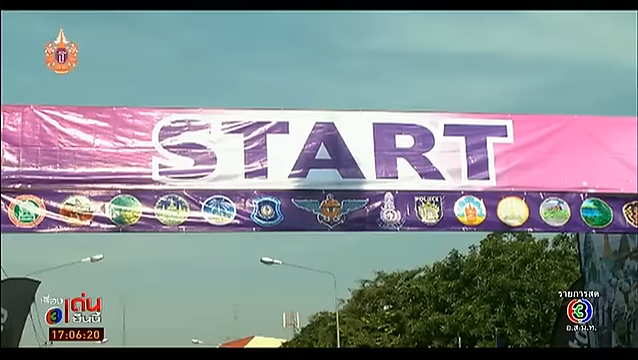 START
POLICE
เรื่อง
เด่น
เย็นนี้
17:06:20
รายการสด
3
อ.ส.ม.ท.